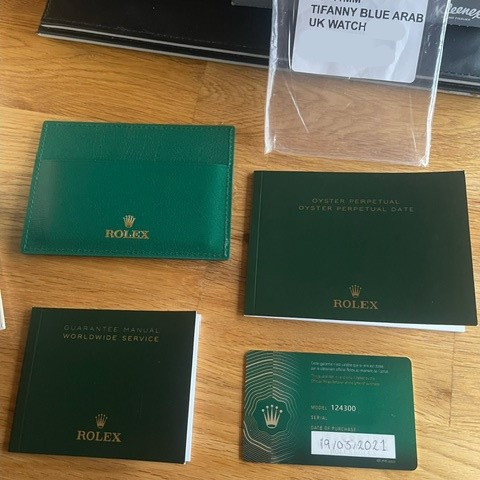 TIFANNY BLUE ARAB
UK WATCH
ROLEX
OYSTER PERPETUAL
OYSTER PERPETUAL DATE
ROLEX
GUARANTEE MANUAL
WORLDWIDE SERVICE
ROLEX
MODEL 124300
SERIAL
DATE OF PURCHASE
19/05/2021